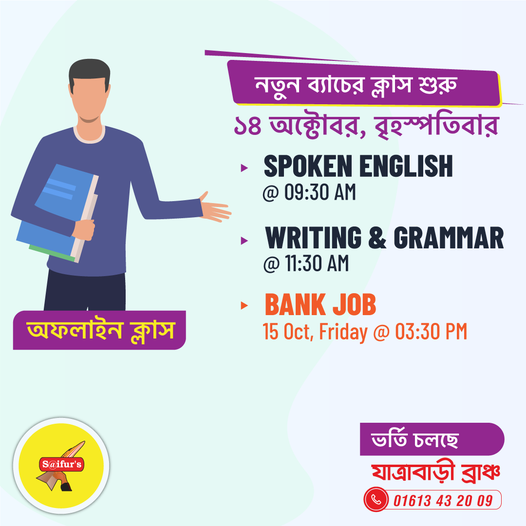 নতুন ব্যাচের ক্লাস শুরু
১৪ অক্টোবর, বৃহস্পতিবার
SPOKEN ENGLISH
@ 09:30 AM
WRITING & GRAMMAR
@ 11:30 AM
BANK JOB
15 Oct, Friday @ 03:30 PM
অফলাইন ক্লাস
S@ifur's
ভর্তি চলছে
যাত্রাবাড়ী ব্রাঞ্চ
01613 43 20 09